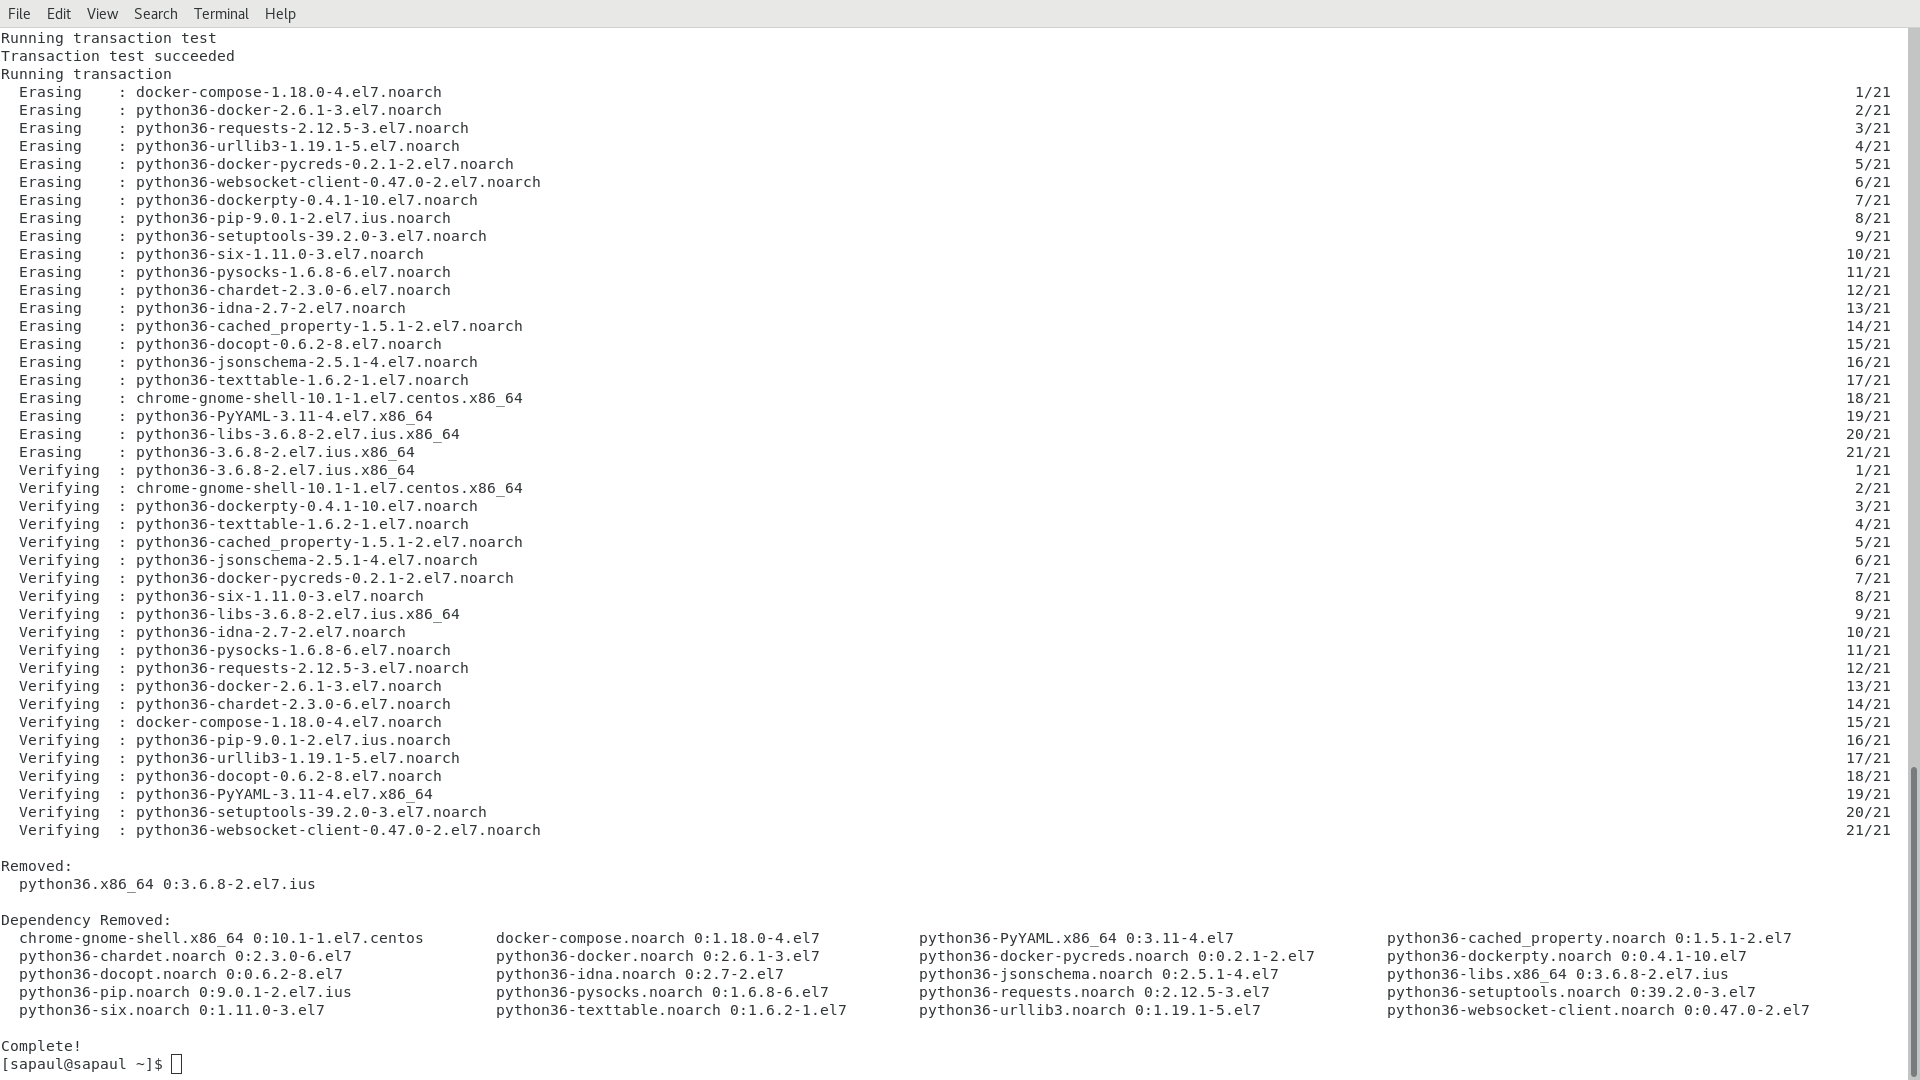 File Edit View Search Terminal Help
Running transaction test
Transaction test succeeded
Running transaction
  Erasing    : docker-compose-1.18.0-4.el7.noarch 1/21
  Erasing    : python36-docker-2.6.1-3.el7.noarch 2/21
  Erasing    : python36-requests-2.12.5-3.el7.noarch 3/21
  Erasing    : python36-urllib3-1.19.1-5.el7.noarch 4/21
  Erasing    : python36-docker-pycreds-0.2.1-2.el7.noarch 5/21
  Erasing    : python36-websocket-client-0.47.0-2.el7.noarch 6/21
  Erasing    : python36-dockerpty-0.4.1-10.el7.noarch 7/21
  Erasing    : python36-pip-9.0.1-2.el7.ius.noarch 8/21
  Erasing    : python36-setuptools-39.2.0-3.el7.noarch 9/21
  Erasing    : python36-six-1.11.0-3.el7.noarch 10/21
  Erasing    : python36-pysocks-1.6.8-6.el7.noarch 11/21
  Erasing    : python36-chardet-2.3.0-6.el7.noarch 12/21
  Erasing    : python36-idna-2.7-2.el7.noarch 13/21
  Erasing    : python36-cached_property-1.5.1-2.el7.noarch 14/21
  Erasing    : python36-docopt-0.6.2-8.el7.noarch 15/21
  Erasing    : python36-jsonschema-2.5.1-4.el7.noarch 16/21
  Erasing    : python36-texttable-1.6.2-1.el7.noarch 17/21
  Erasing    : chrome-gnome-shell-10.1-1.el7.centos.x86_64 18/21
  Erasing    : python36-PyYAML-3.11-4.el7.x86_64 19/21
  Erasing    : python36-libs-3.6.8-2.el7.ius.x86_64 20/21
  Erasing    : python36-3.6.8-2.el7.ius.x86_64 21/21
  Verifying  : python36-3.6.8-2.el7.ius.x86_64 1/21
  Verifying  : chrome-gnome-shell-10.1-1.el7.centos.x86_64 2/21
  Verifying  : python36-dockerpty-0.4.1-10.el7.noarch 3/21
  Verifying  : python36-texttable-1.6.2-1.el7.noarch 4/21
  Verifying  : python36-cached_property-1.5.1-2.el7.noarch 5/21
  Verifying  : python36-jsonschema-2.5.1-4.el7.noarch 6/21
  Verifying  : python36-docker-pycreds-0.2.1-2.el7.noarch 7/21
  Verifying  : python36-six-1.11.0-3.el7.noarch 8/21
  Verifying  : python36-libs-3.6.8-2.el7.ius.x86_64 9/21
  Verifying  : python36-idna-2.7-2.el7.noarch 10/21
  Verifying  : python36-pysocks-1.6.8-6.el7.noarch 11/21
  Verifying  : python36-requests-2.12.5-3.el7.noarch 12/21
  Verifying  : python36-docker-2.6.1-3.el7.noarch 13/21
  Verifying  : python36-chardet-2.3.0-6.el7.noarch 14/21
  Verifying  : docker-compose-1.18.0-4.el7.noarch 15/21
  Verifying  : python36-pip-9.0.1-2.el7.ius.noarch 16/21
  Verifying  : python36-urllib3-1.19.1-5.el7.noarch 17/21
  Verifying  : python36-docopt-0.6.2-8.el7.noarch 18/21
  Verifying  : python36-PyYAML-3.11-4.el7.x86_64 19/21
  Verifying  : python36-setuptools-39.2.0-3.el7.noarch 20/21
  Verifying  : python36-websocket-client-0.47.0-2.el7.noarch 21/21

Removed:
  python36.x86_64 0:3.6.8-2.el7.ius

Dependency Removed:
  chrome-gnome-shell.x86_64 0:10.1-1.el7.centos docker-compose.noarch 0:1.18.0-4.el7 python36-PyYAML.x86_64 0:3.11-4.el7 python36-cached_property.noarch 0:1.5.1-2.el7
  python36-chardet.noarch 0:2.3.0-6.el7 python36-docker.noarch 0:2.6.1-3.el7 python36-docker-pycreds.noarch 0:0.2.1-2.el7 python36-dockerpty.noarch 0:0.4.1-10.el7
  python36-docopt.noarch 0:0.6.2-8.el7 python36-idna.noarch 0:2.7-2.el7 python36-jsonschema.noarch 0:2.5.1-4.el7 python36-libs.x86_64 0:3.6.8-2.el7.ius
  python36-pip.noarch 0:9.0.1-2.el7.ius python36-pysocks.noarch 0:1.6.8-6.el7 python36-requests.noarch 0:2.12.5-3.el7 python36-setuptools.noarch 0:39.2.0-3.el7
  python36-six.noarch 0:1.11.0-3.el7 python36-texttable.noarch 0:1.6.2-1.el7 python36-urllib3.noarch 0:1.19.1-5.el7 python36-websocket-client.noarch 0:0.47.0-2.el7

Complete!
[sapaul@sapaul ~]$